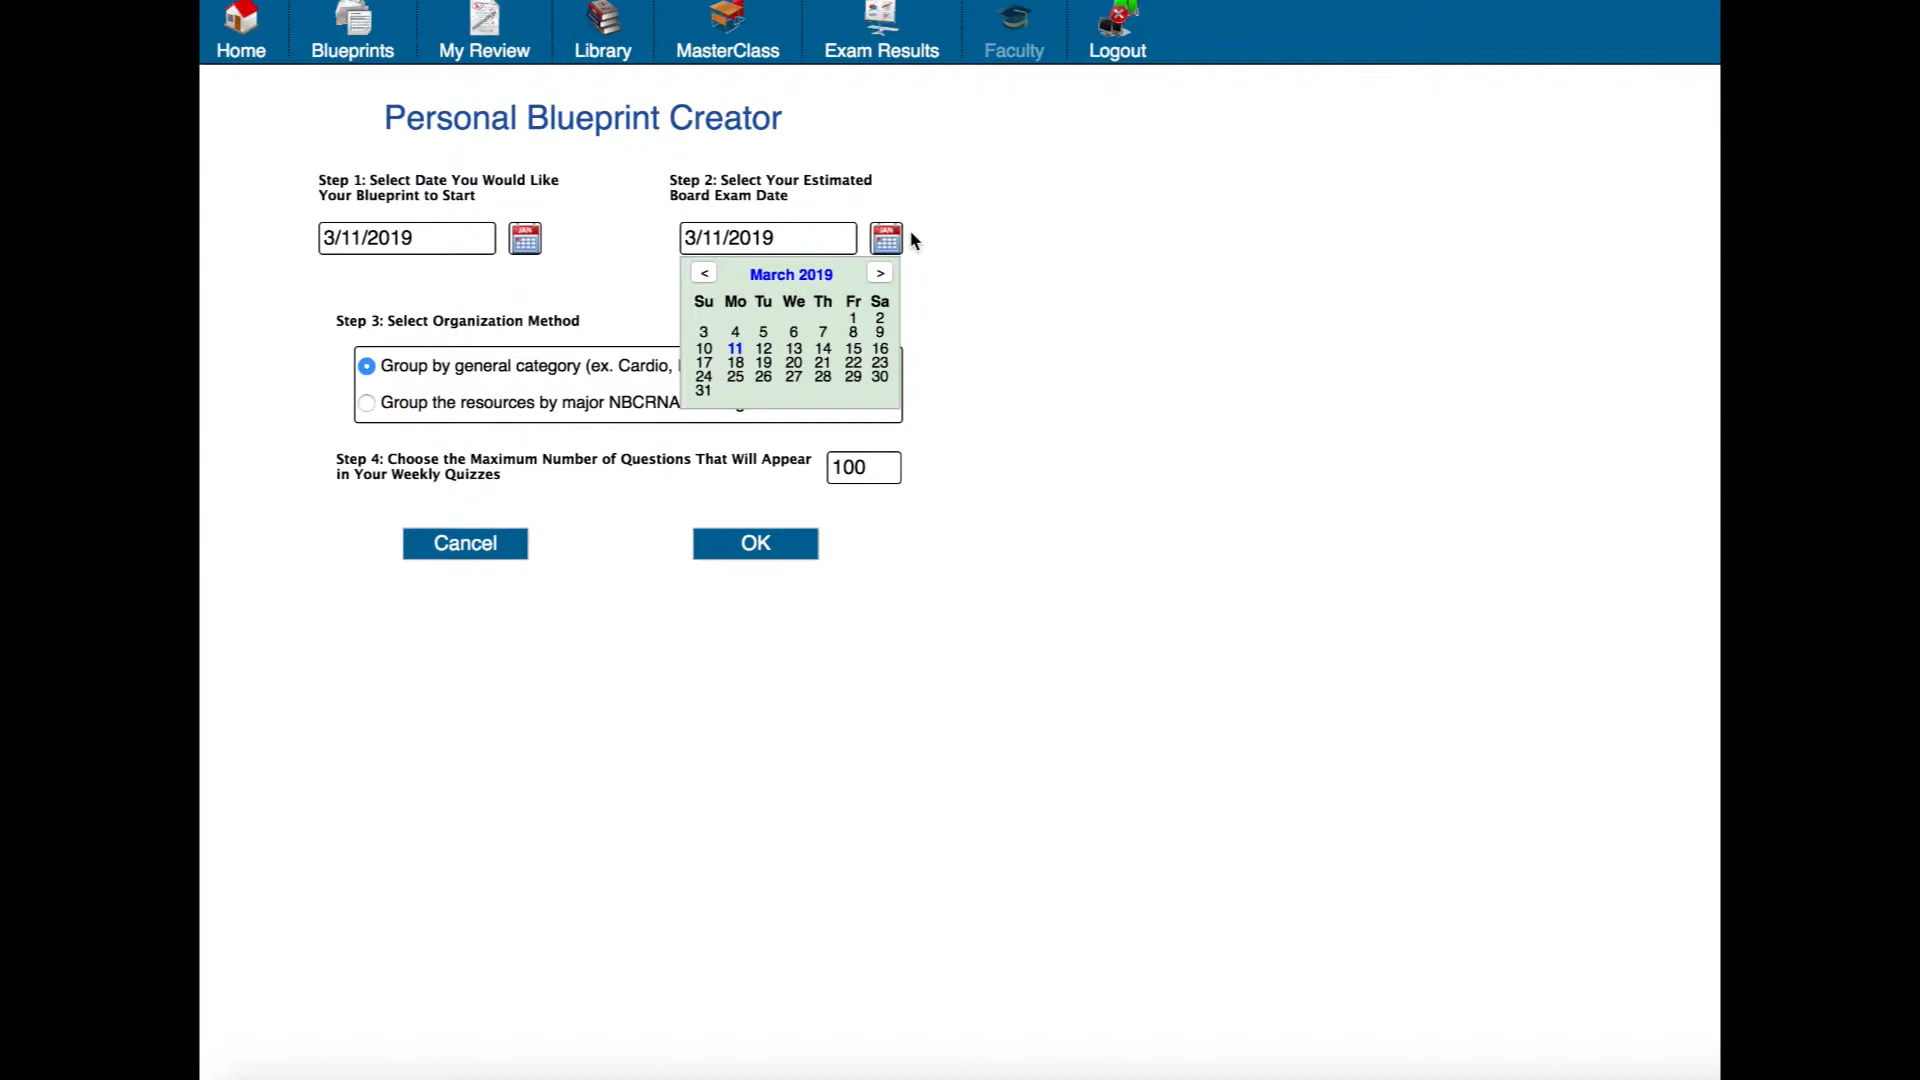 Home Blueprints My Review Library MasterClass Exam Results Faculty Logout
Personal Blueprint Creator
Step 1: Select Date You Would Like
Your Blueprint to Start
Step 2: Select Your Estimated
Board Exam Date
3/11/2019 JAN
3/11/2019 JAN
< March 2019 >
Su Mo Tu We Th Fr Sa
1 2
3 4 5 6 7 8 9
10 11 12 13 14 15 16
17 18 19 20 21 22 23
24 25 26 27 28 29 30
31
Step 3: Select Organization Method
Group by general category (ex. Cardio,
Group the resources by major NBCRNA
Step 4: Choose the Maximum Number of Questions That Will Appear
in Your Weekly Quizzes
100
Cancel OK